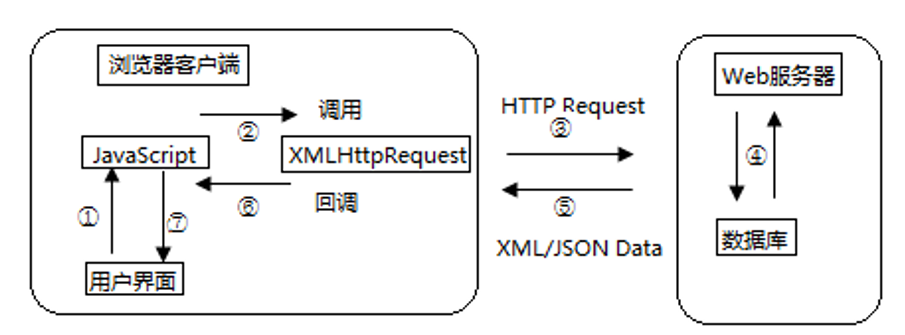 浏览器客户端
Web服务器
② 调用
HTTP Request
③
JavaScript
XMLHttpRequest
④
①
⑦
⑥ 回调
⑤
XML/JSON Data
数据库
用户界面